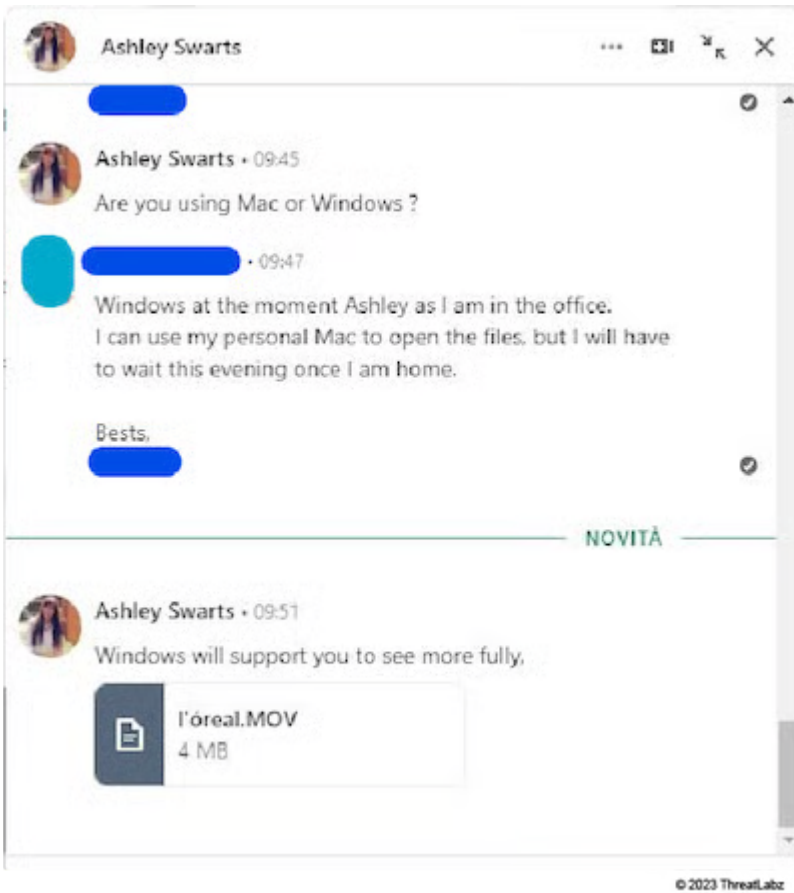 Ashley Swarts
Ashley Swarts • 09:45
Are you using Mac or Windows ?
• 09:47
Windows at the moment Ashley as I am in the office.
I can use my personal Mac to open the files, but I will have
to wait this evening once I am home.
Bests,
NOVITÀ
Ashley Swarts • 09:51
Windows will support you to see more fully,
l'óreal.MOV
4 MB
© 2023 ThreatLabz